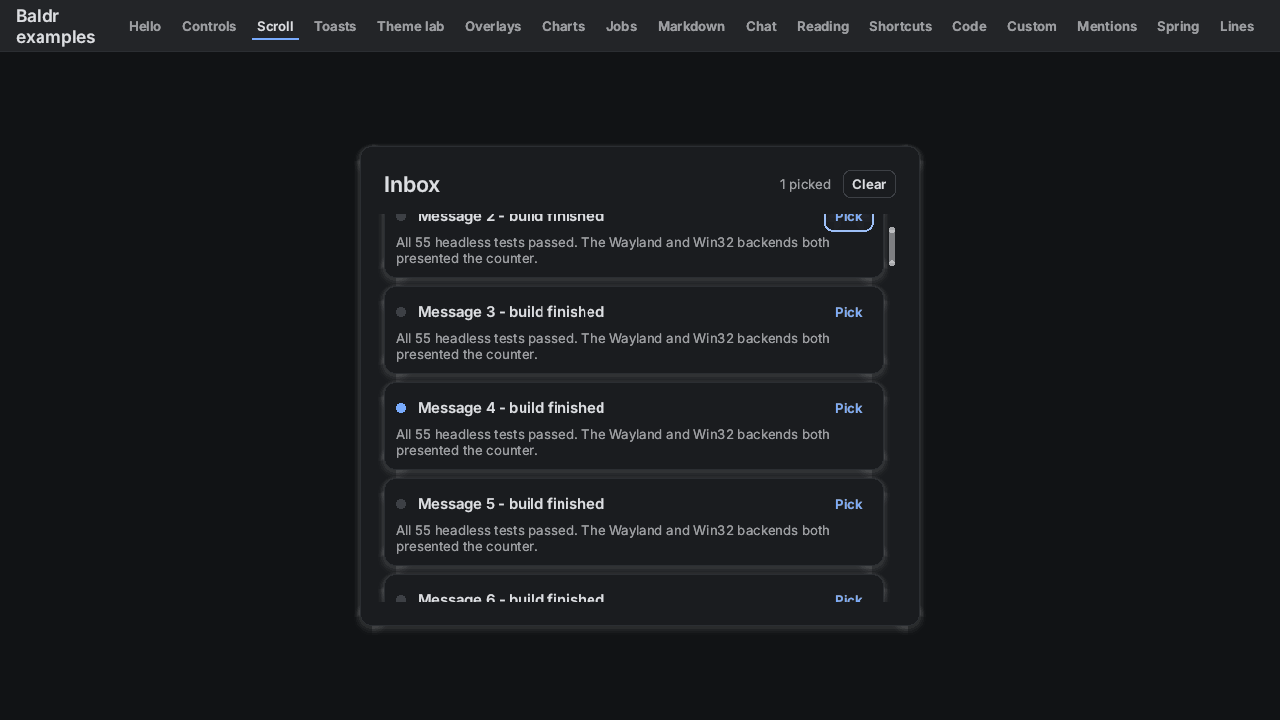 Baldr
examples
Hello Controls Scroll Toasts Theme lab Overlays Charts Jobs Markdown Chat Reading Shortcuts Code Custom Mentions Spring Lines
Inbox 1 picked Clear
Message 2 - build finished Pick
All 55 headless tests passed. The Wayland and Win32 backends both
presented the counter.
Message 3 - build finished Pick
All 55 headless tests passed. The Wayland and Win32 backends both
presented the counter.
Message 4 - build finished Pick
All 55 headless tests passed. The Wayland and Win32 backends both
presented the counter.
Message 5 - build finished Pick
All 55 headless tests passed. The Wayland and Win32 backends both
presented the counter.
Message 6 - build finished Pick